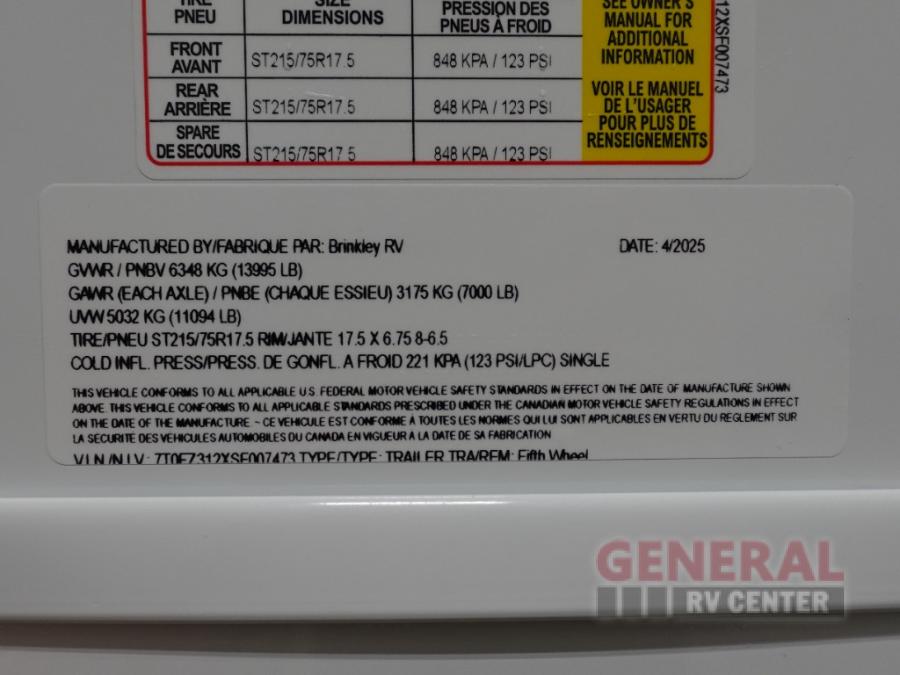 TIRE SIZE
PNEU DIMENSIONS PRESSION DES
PNEUS À FROID
FRONT
AVANT ST215/75R17.5 848 KPA / 123 PSI
REAR
ARRIÈRE ST215/75R17.5 848 KPA / 123 PSI
SPARE
DE SECOURS ST215/75R17.5 848 KPA / 123 PSI
SEE OWNER'S
MANUAL FOR
ADDITIONAL
INFORMATION
VOIR LE MANUEL
DE L'USAGER
POUR PLUS DE
RENSEIGNEMENTS
12XSF007473
MANUFACTURED BY/FABRIQUE PAR: Brinkley RV DATE: 4/2025
GVWR / PNBV 6348 KG (13995 LB)
GAWR (EACH AXLE) / PNBE (CHAQUE ESSIEU) 3175 KG (7000 LB)
UVW 5032 KG (11094 LB)
TIRE/PNEU ST215/75R17.5 RIM/JANTE 17.5 X 6.75 8-6.5
COLD INFL. PRESS/PRESS. DE GONFL. A FROID 221 KPA (123 PSI/LPC) SINGLE
THIS VEHICLE CONFORMS TO ALL APPLICABLE U.S. FEDERAL MOTOR VEHICLE SAFETY STANDARDS IN EFFECT ON THE DATE OF MANUFACTURE SHOWN
ABOVE. THIS VEHICLE CONFORMS TO ALL APPLICABLE STANDARDS PRESCRIBED UNDER THE CANADIAN MOTOR VEHICLE SAFETY REGULATIONS IN EFFECT
ON THE DATE OF THE MANUFACTURE - CE VEHICULE EST CONFORME À TOUTES LES NORMES QUI LUI SONT APPLICABLES EN VERTU DU REGLEMENT SUR
LA SECURITE DES VEHICULES AUTOMOBILES DU CANADA EN VIGUEUR À LA DATE DE SA FABRICATION
V.I.N./N.I.V.: 7T0FZ312XSF007473 TYPE/TYPE: TRAILER TRA/REM: Fifth Wheel
GENERAL
RV CENTER